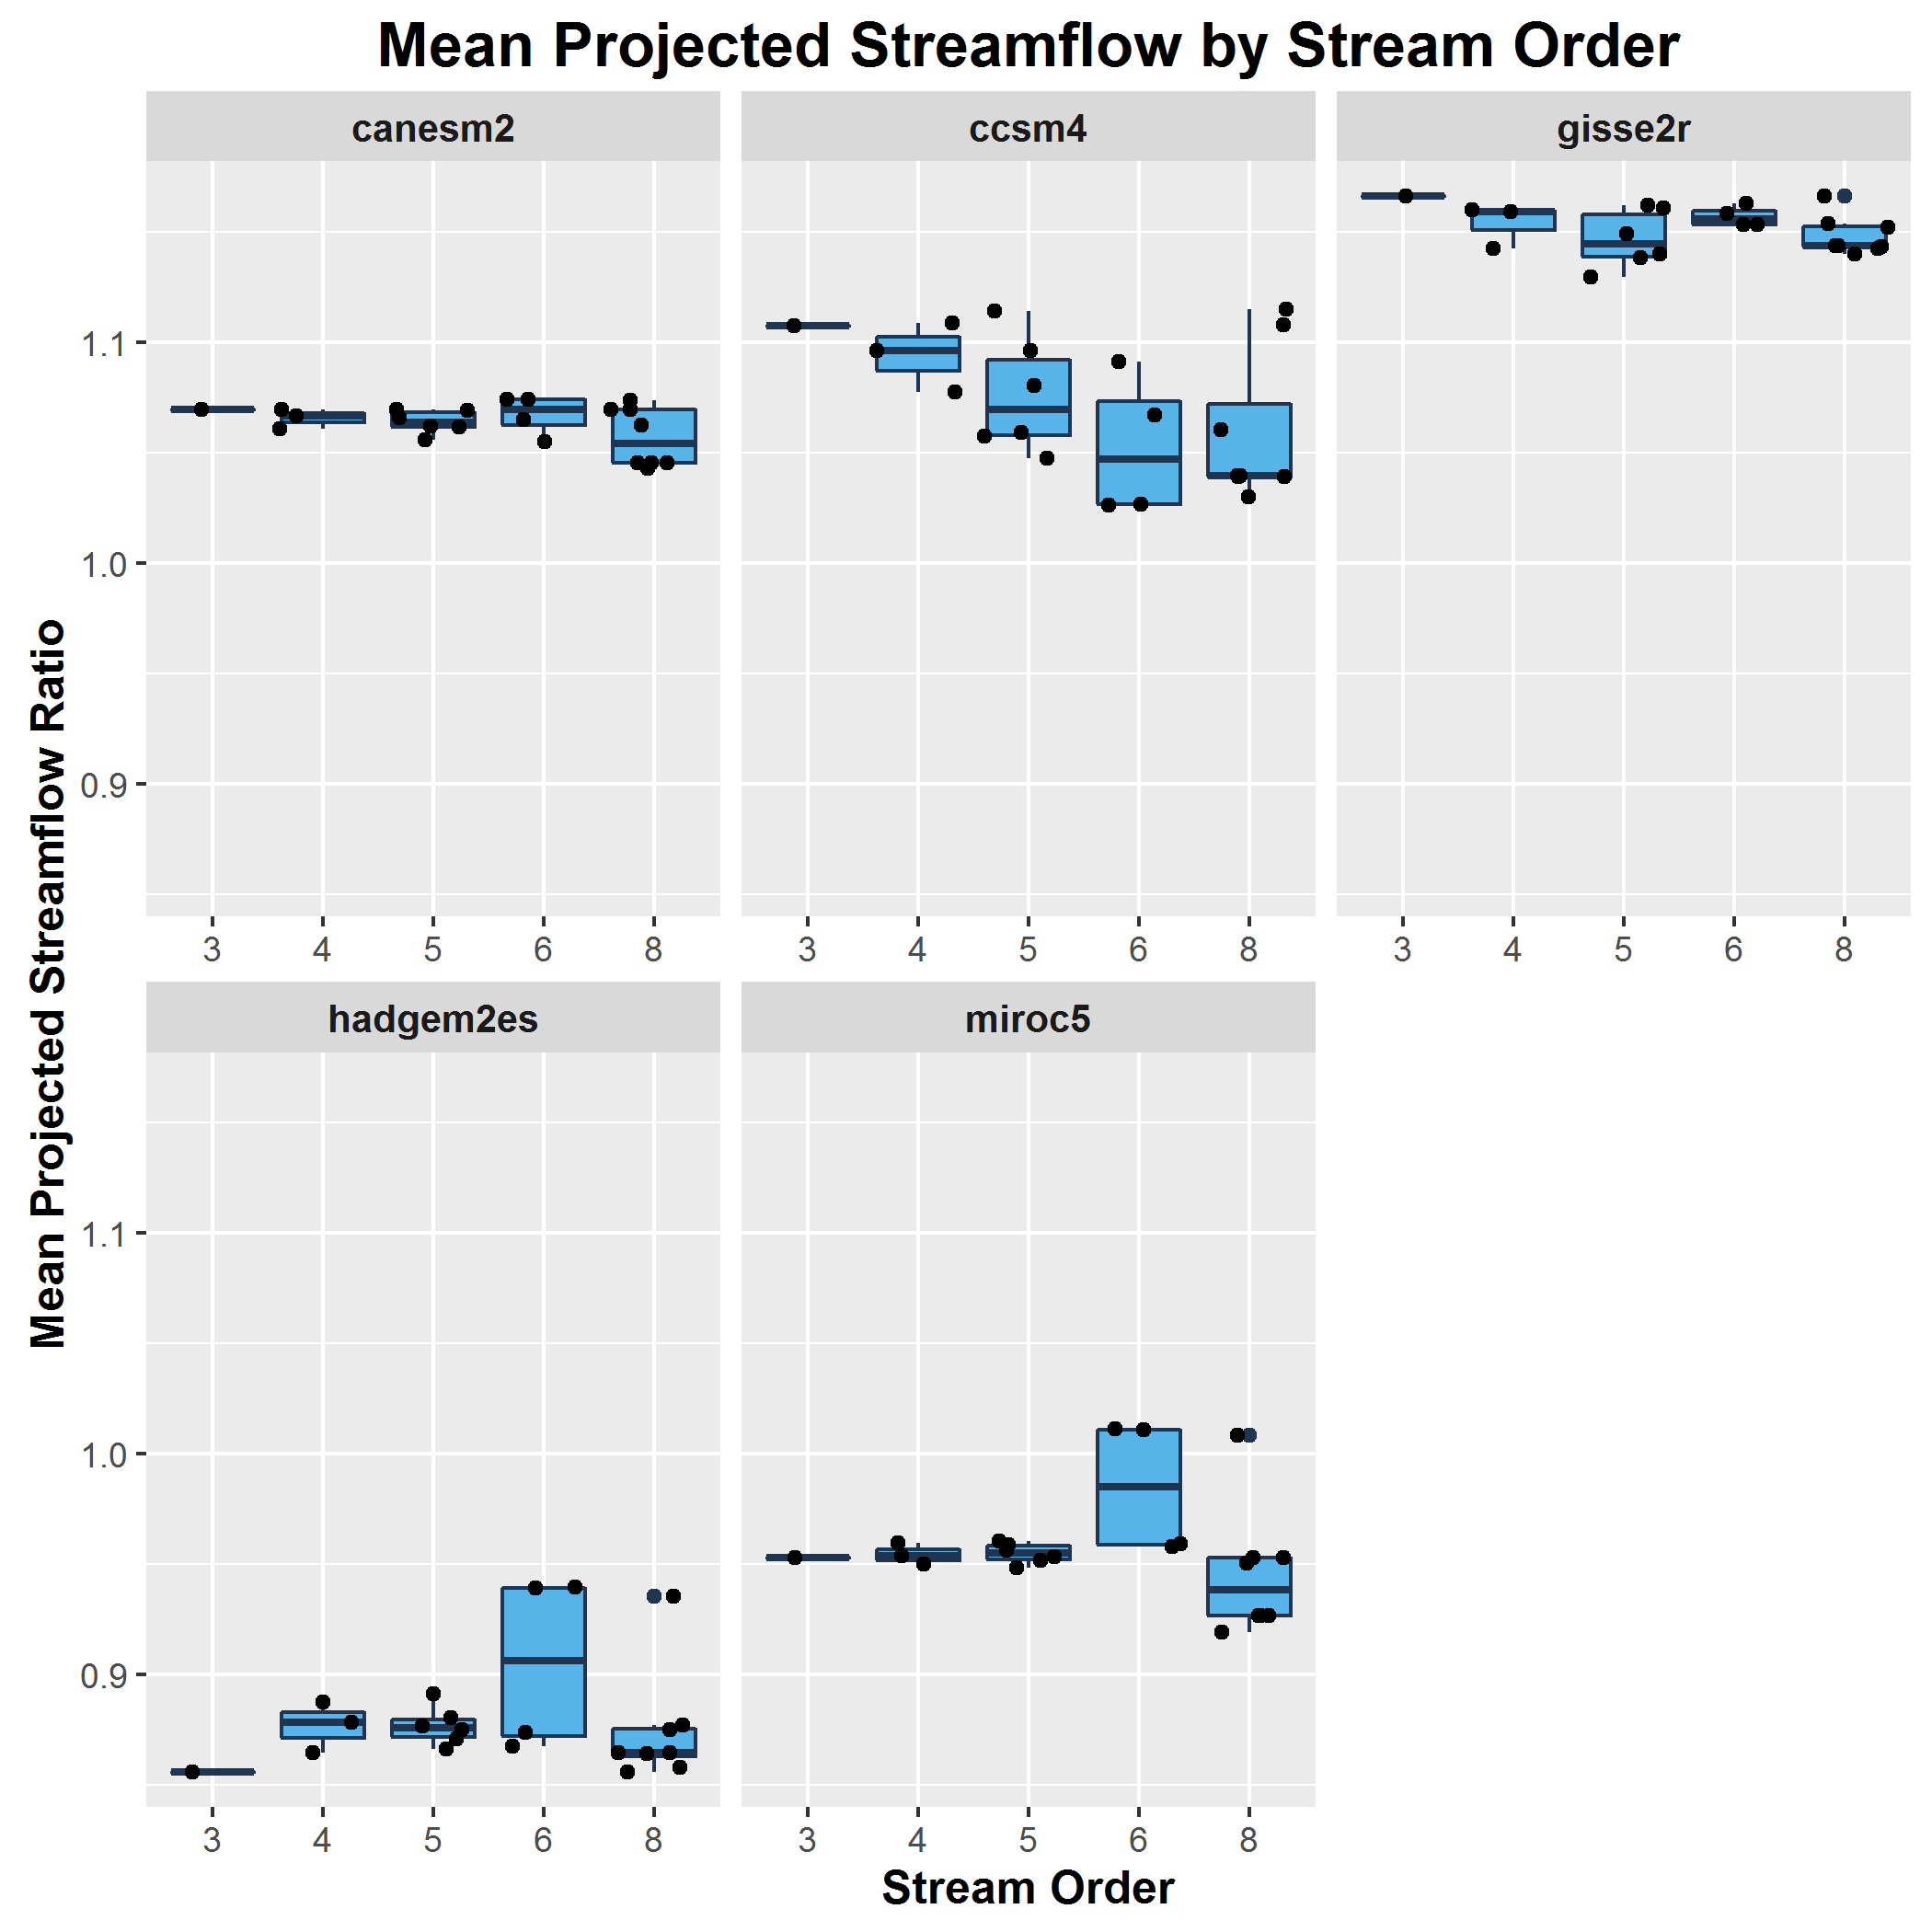 Mean Projected Streamflow by Stream Order
canesm2
ccsm4
gisse2r
1.1
1.0
0.9
3 4 5 6 8
3 4 5 6 8
3 4 5 6 8
Mean Projected Streamflow Ratio
hadgem2es
miroc5
1.1
1.0
0.9
3 4 5 6 8
3 4 5 6 8
Stream Order